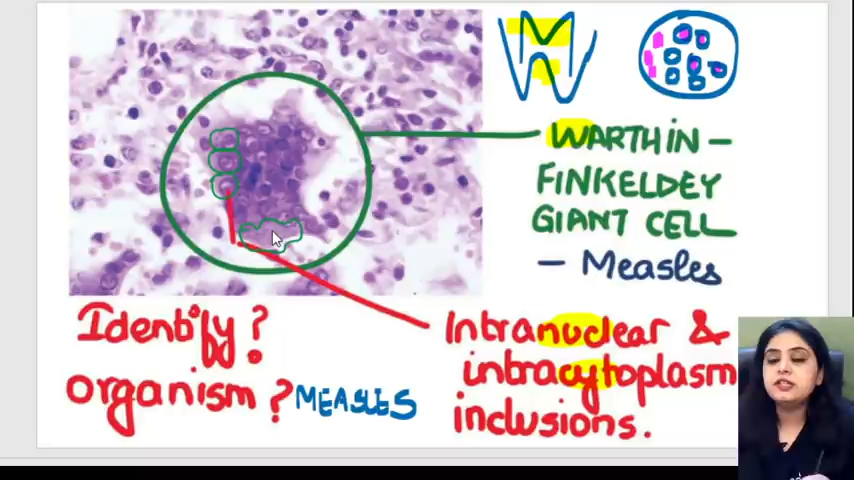 WARTHIN -
FINKELDEY
GIANT CELL
- Measles
Identify?
organism? MEASLES
Intranuclear &
intracytoplasm
inclusions.